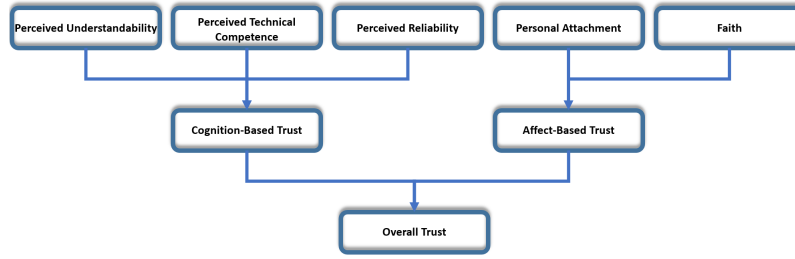 Perceived Understandability
Perceived Technical
Competence
Perceived Reliability
Personal Attachment
Faith
Cognition-Based Trust
Affect-Based Trust
Overall Trust